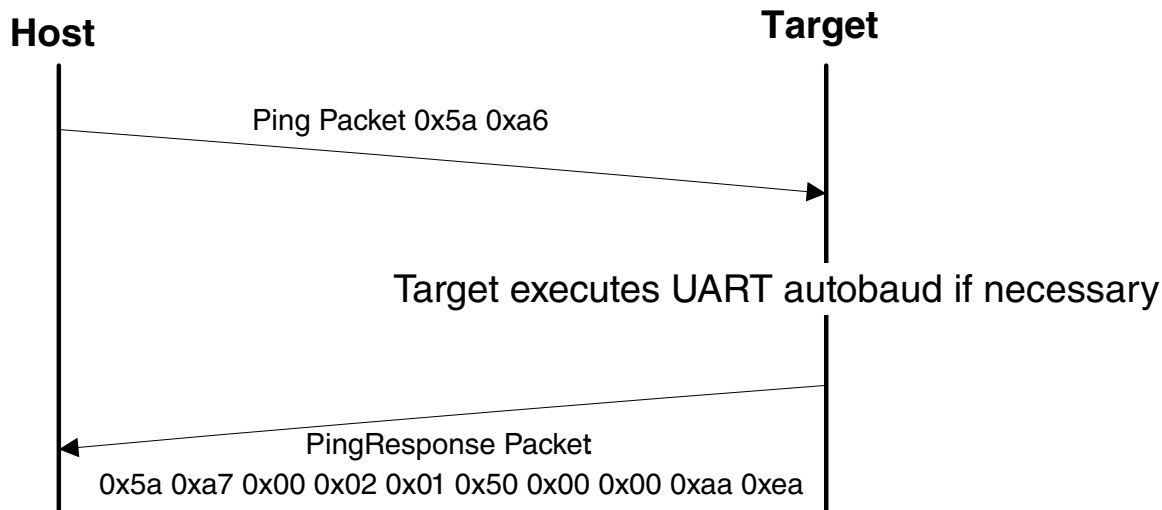 Host
Target
Ping Packet 0x5a 0xa6
Target executes UART autobaud if necessary
PingResponse Packet
0x5a 0xa7 0x00 0x02 0x01 0x50 0x00 0x00 0xaa 0xea